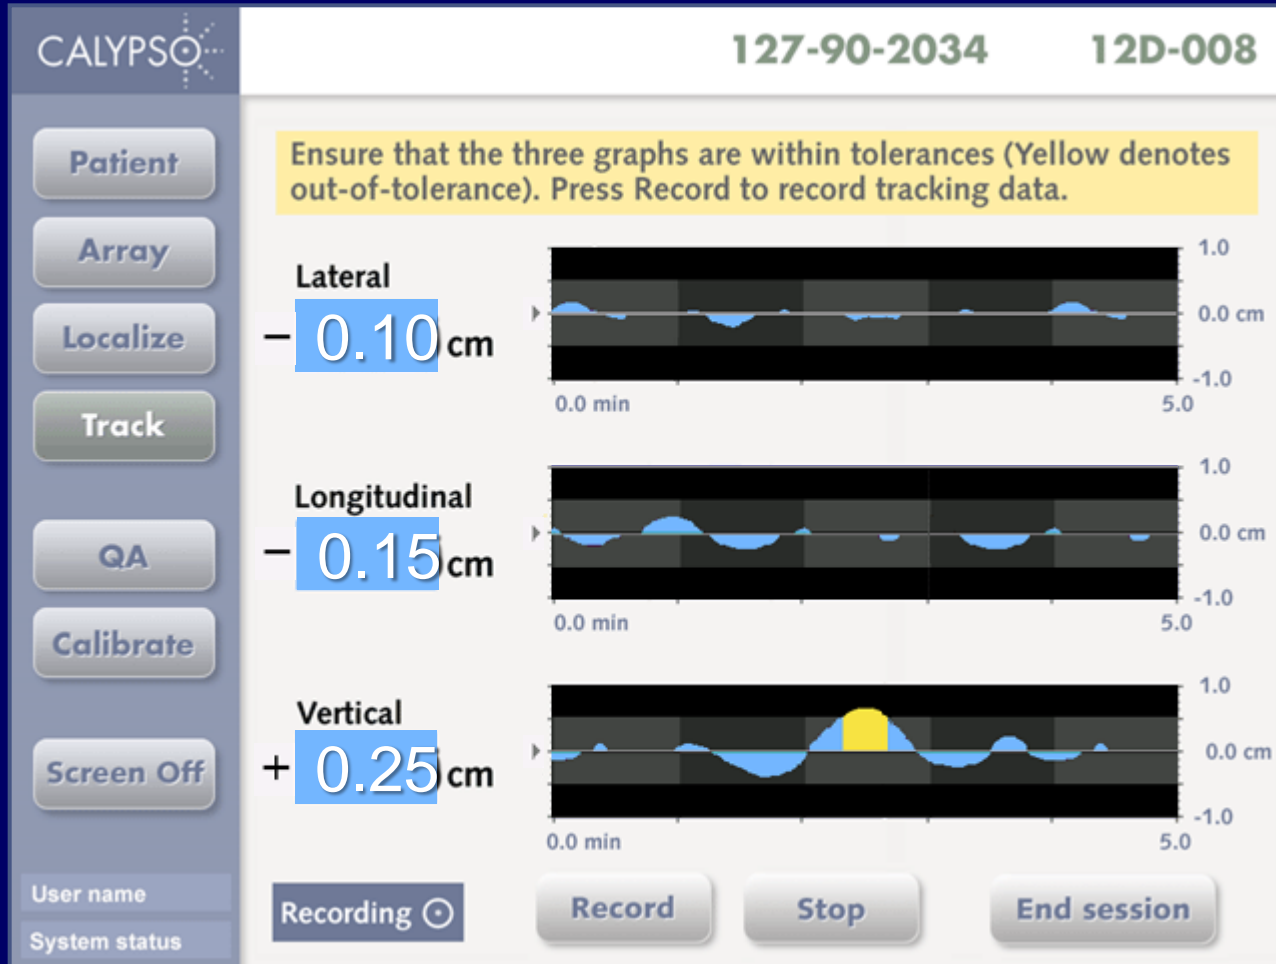 CALYPSO
127-90-2034 12D-008
Patient
Array
Localize
Track
QA
Calibrate
Screen Off
User name
System status
Ensure that the three graphs are within tolerances (Yellow denotes
out-of-tolerance). Press Record to record tracking data.
Lateral
− 0.10 cm
1.0
0.0 cm
-1.0
0.0 min 5.0
Longitudinal
− 0.15 cm
1.0
0.0 cm
-1.0
0.0 min 5.0
Vertical
+ 0.25 cm
1.0
0.0 cm
-1.0
0.0 min 5.0
Recording Record Stop End session